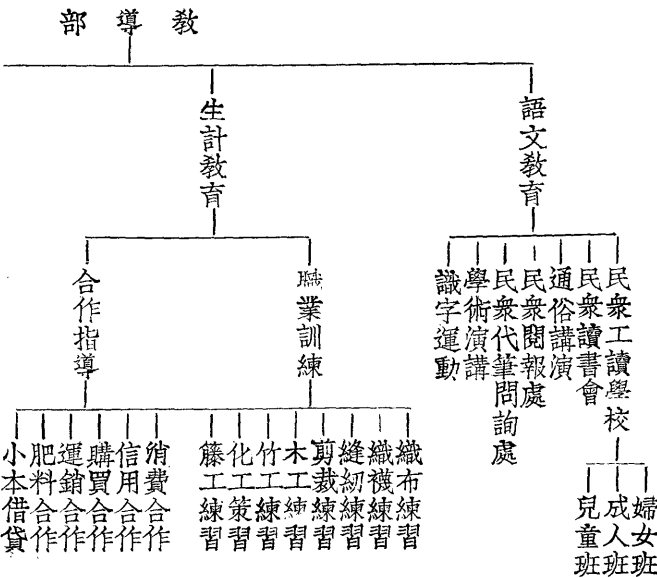 教導部
語文教育
民衆工讀學校
婦女班
成人班
兒童班
民衆讀書會
通俗講演
民衆閱報處
民衆代筆問詢處
學術演講
識字運動
生計教育
職業訓練
織布練習
織襪練習
縫紉練習
剪裁練習
木工練習
竹工練習
化工策習
籐工練習
合作指導
消費合作
信用合作
購買合作
運銷合作
肥料合作
小本借貸